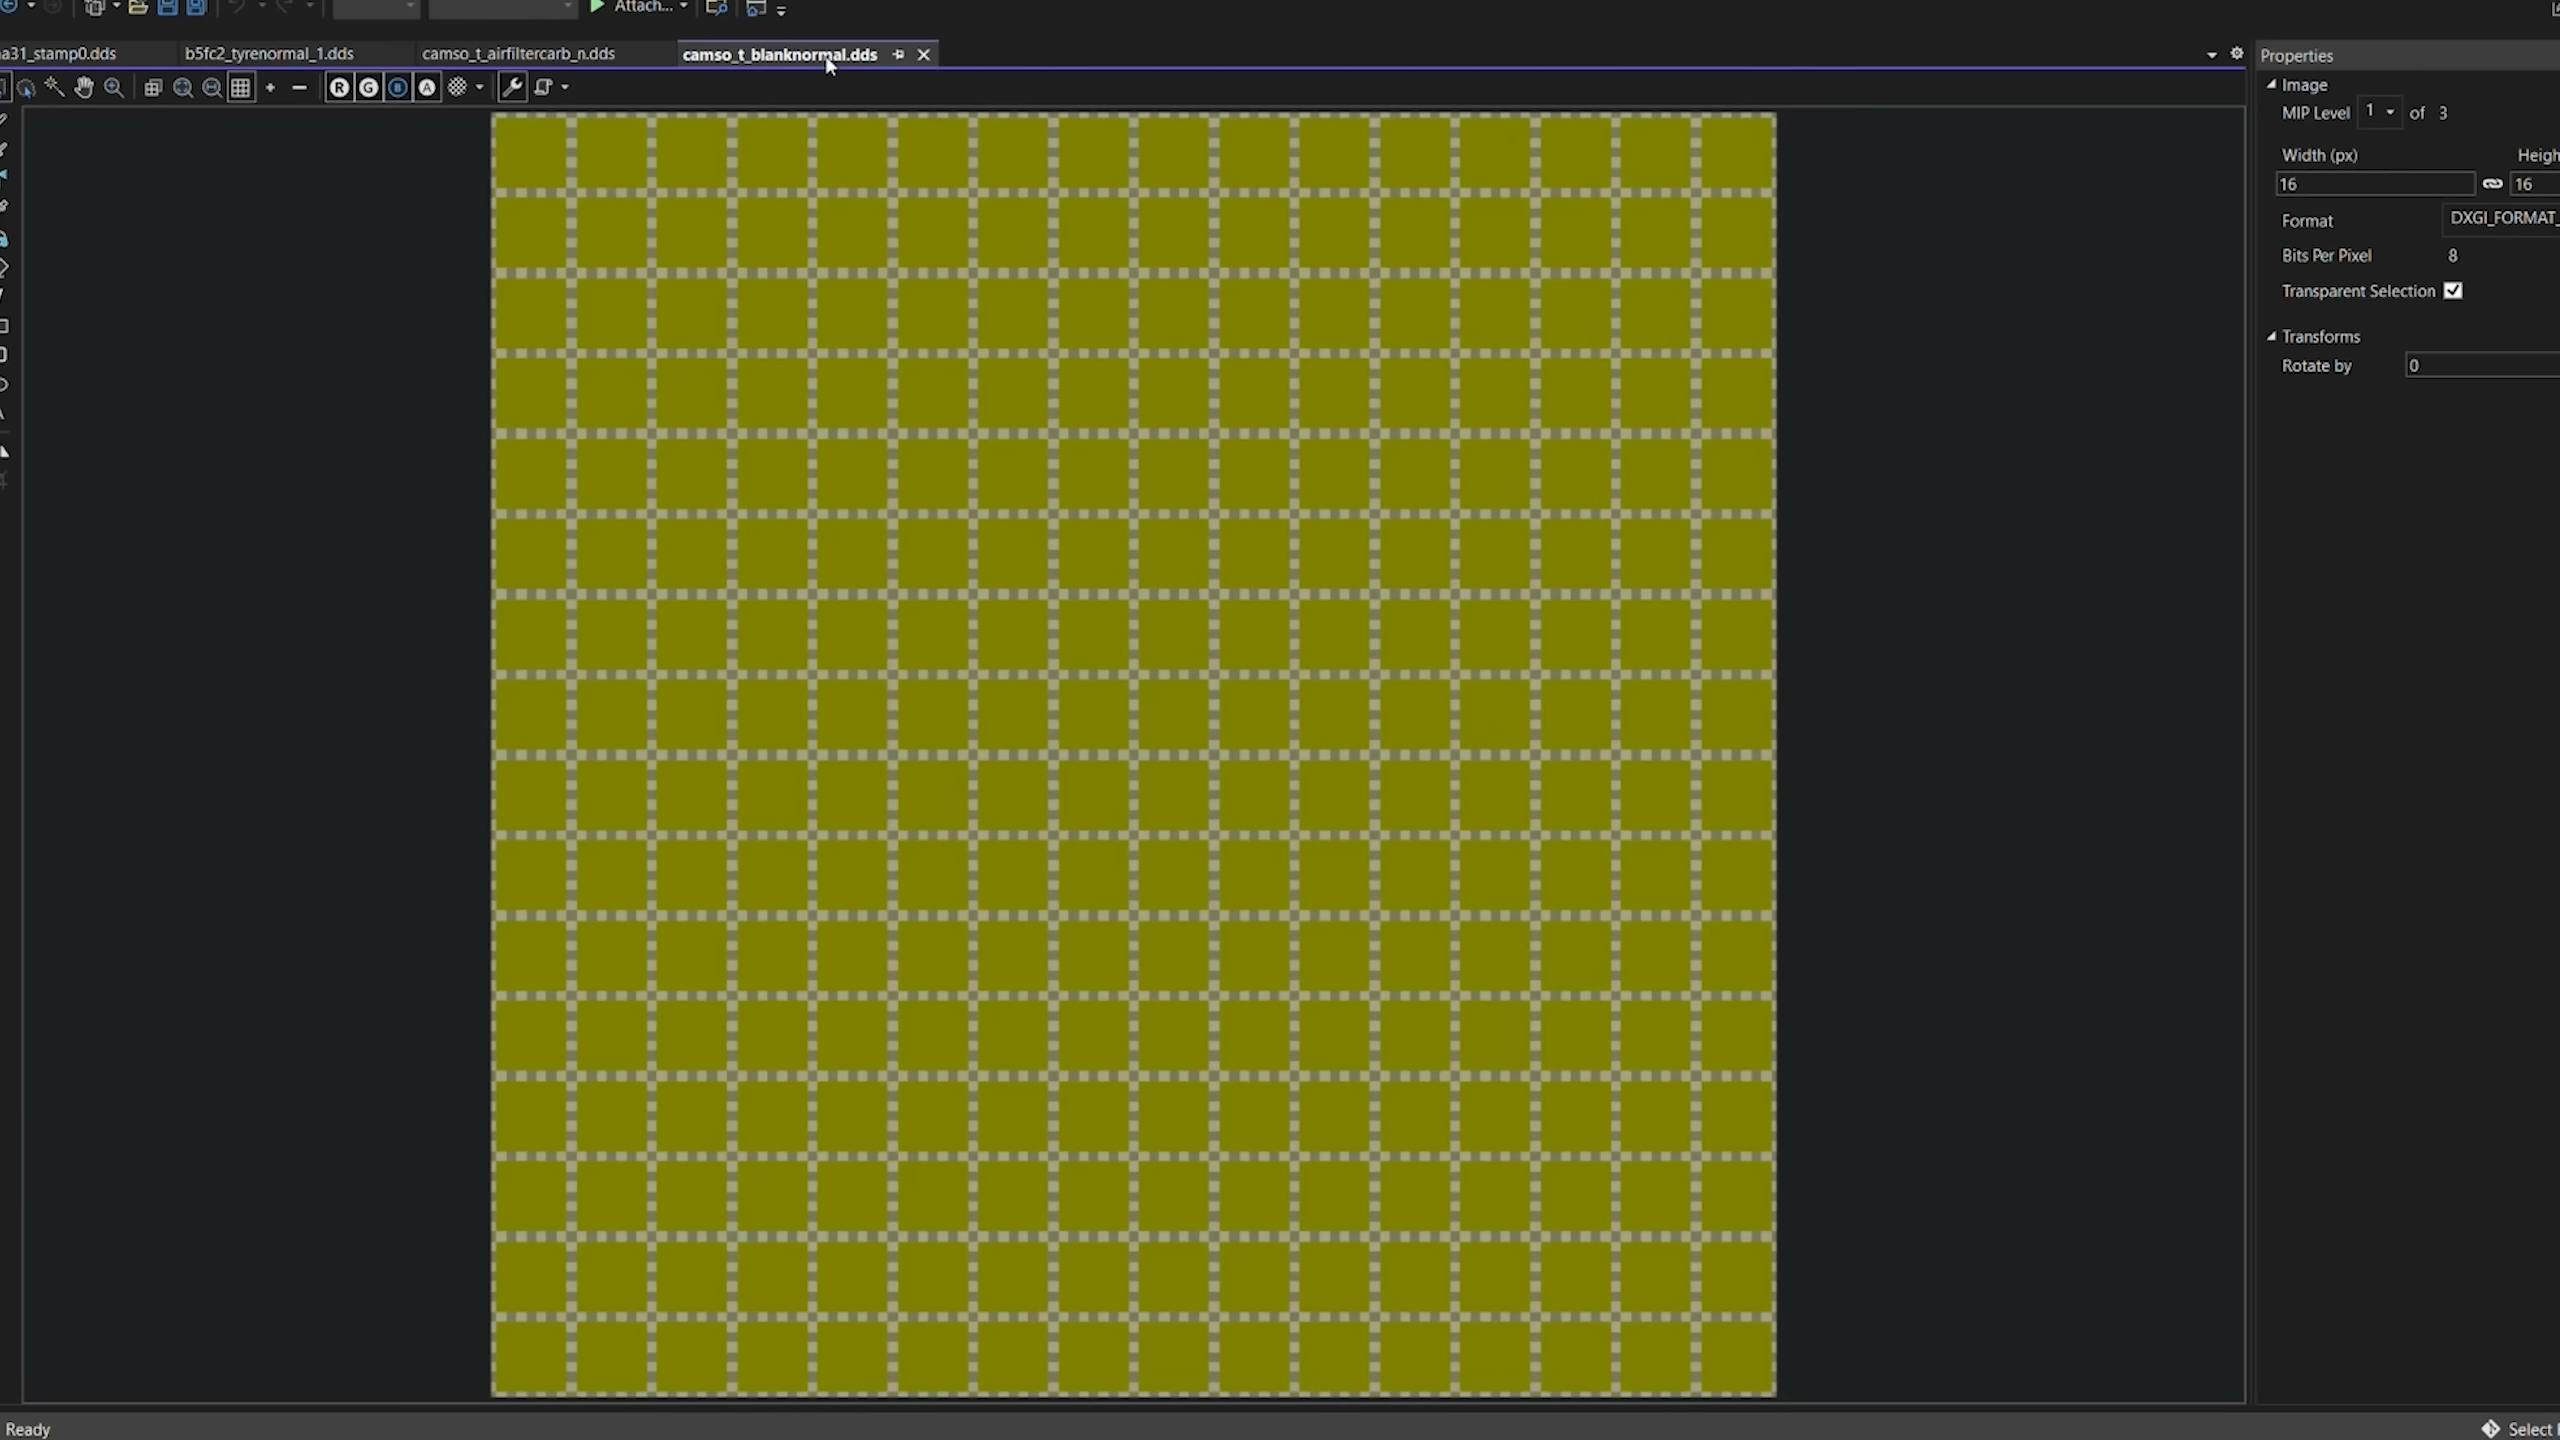 Attach...
a31_stamp0.dds b5fc2_tyrenormal_1.dds camso_t_airfiltercarb_n.dds camso_t_blanknormal.dds
R G B A
Properties
Image
MIP Level 1 of 3
Width (px) Heigh
16 16
Format DXGI_FORMAT_
Bits Per Pixel 8
Transparent Selection
Transforms
Rotate by 0
Ready
Select